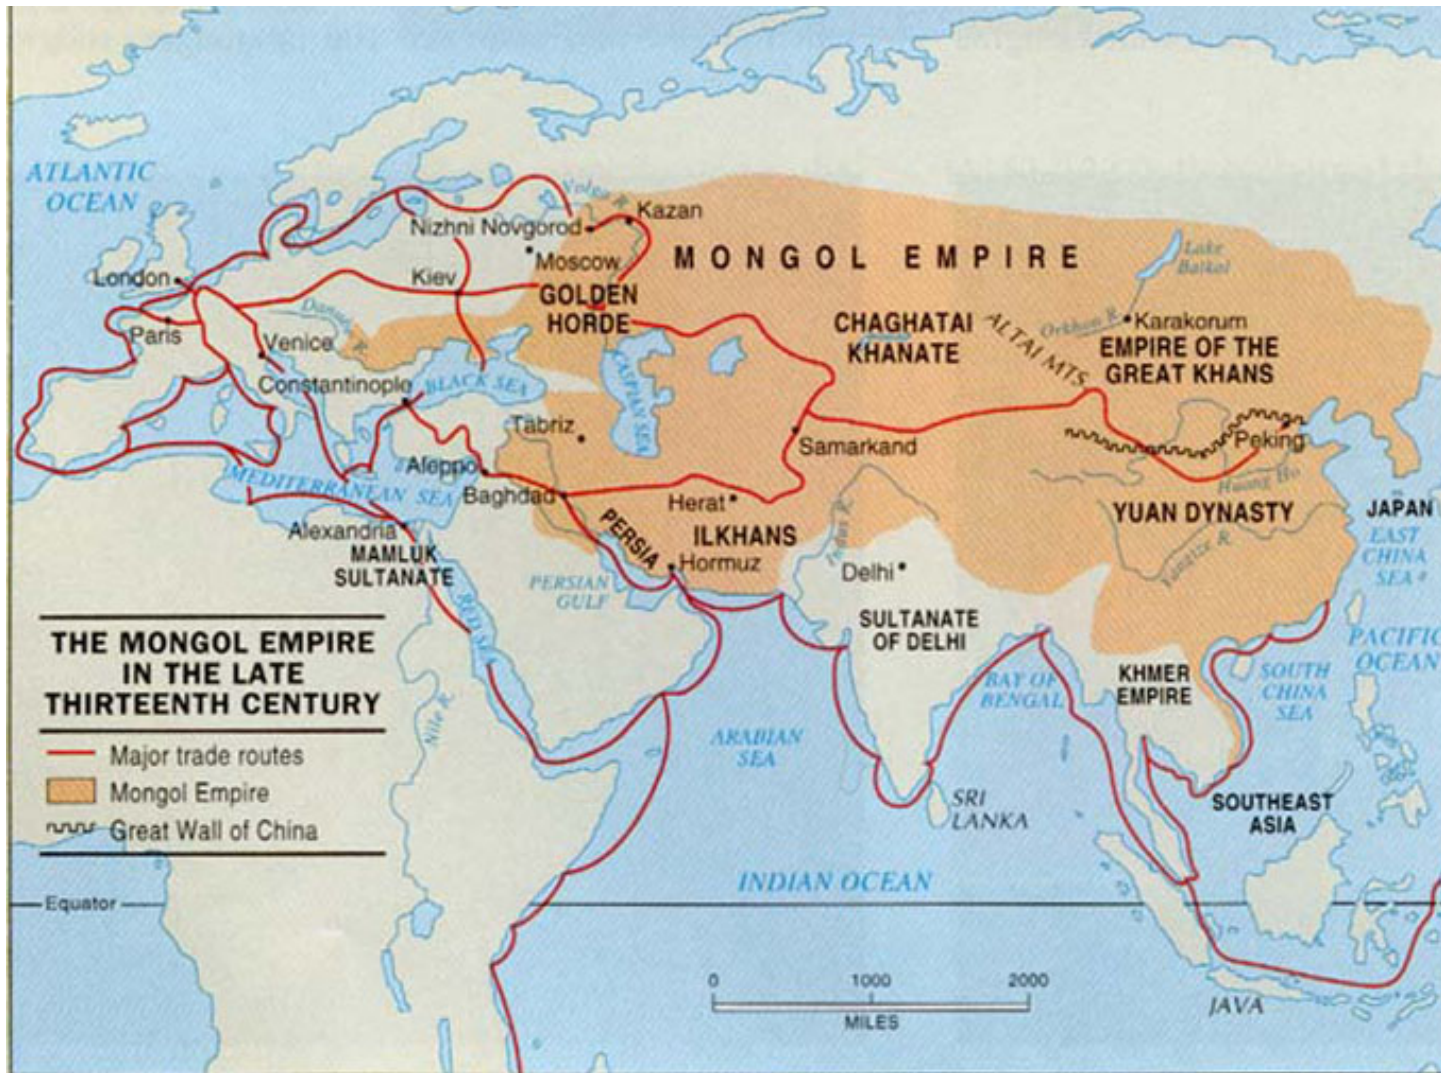 ATLANTIC
OCEAN
Volga R.
Kazan
Nizhni Novgorod
Moscow
MONGOL EMPIRE
Lake
Baikal
London
Kiev
GOLDEN
HORDE
Danube R.
Paris
Venice
CHAGHATAI
KHANATE
ALTAI MTS.
Orkhon R.
Karakorum
EMPIRE OF THE
GREAT KHANS
Constantinople
BLACK SEA
CASPIAN SEA
Tabriz
Samarkand
Peking
Aleppo
MEDITERRANEAN SEA
Baghdad
Herat
Huang Ho
Alexandria
MAMLUK
SULTANATE
PERSIA
ILKHANS
Hormuz
Indus R.
YUAN DYNASTY
Yangtze R.
JAPAN
EAST
CHINA
SEA
PERSIAN
GULF
Delhi
RED SEA
SULTANATE
OF DELHI
PACIFIC
OCEAN
THE MONGOL EMPIRE
IN THE LATE
THIRTEENTH CENTURY
Major trade routes
Mongol Empire
Great Wall of China
Nile R.
ARABIAN
SEA
BAY OF
BENGAL
KHMER
EMPIRE
SOUTH
CHINA
SEA
SRI
LANKA
SOUTHEAST
ASIA
INDIAN OCEAN
Equator
0 1000 2000
MILES
JAVA